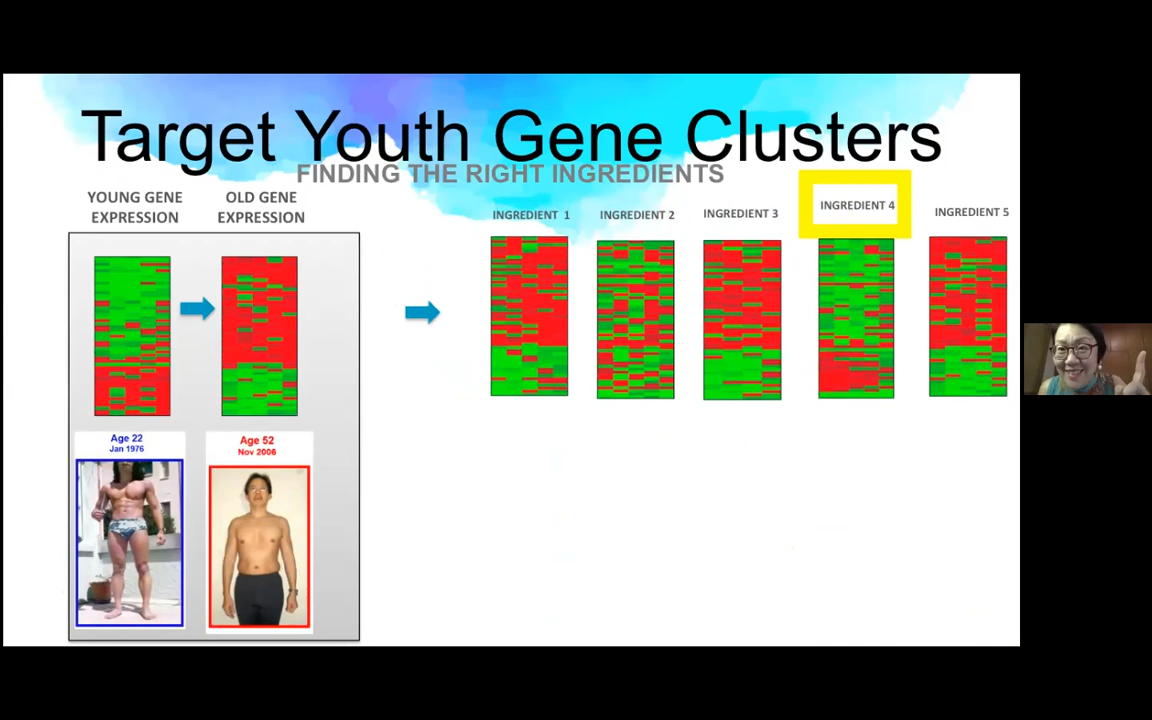 Target Youth Gene Clusters
FINDING THE RIGHT INGREDIENTS
YOUNG GENE
EXPRESSION
OLD GENE
EXPRESSION
INGREDIENT 1
INGREDIENT 2
INGREDIENT 3
INGREDIENT 4
INGREDIENT 5
Age 22
Jan 1976
Age 52
Nov 2006